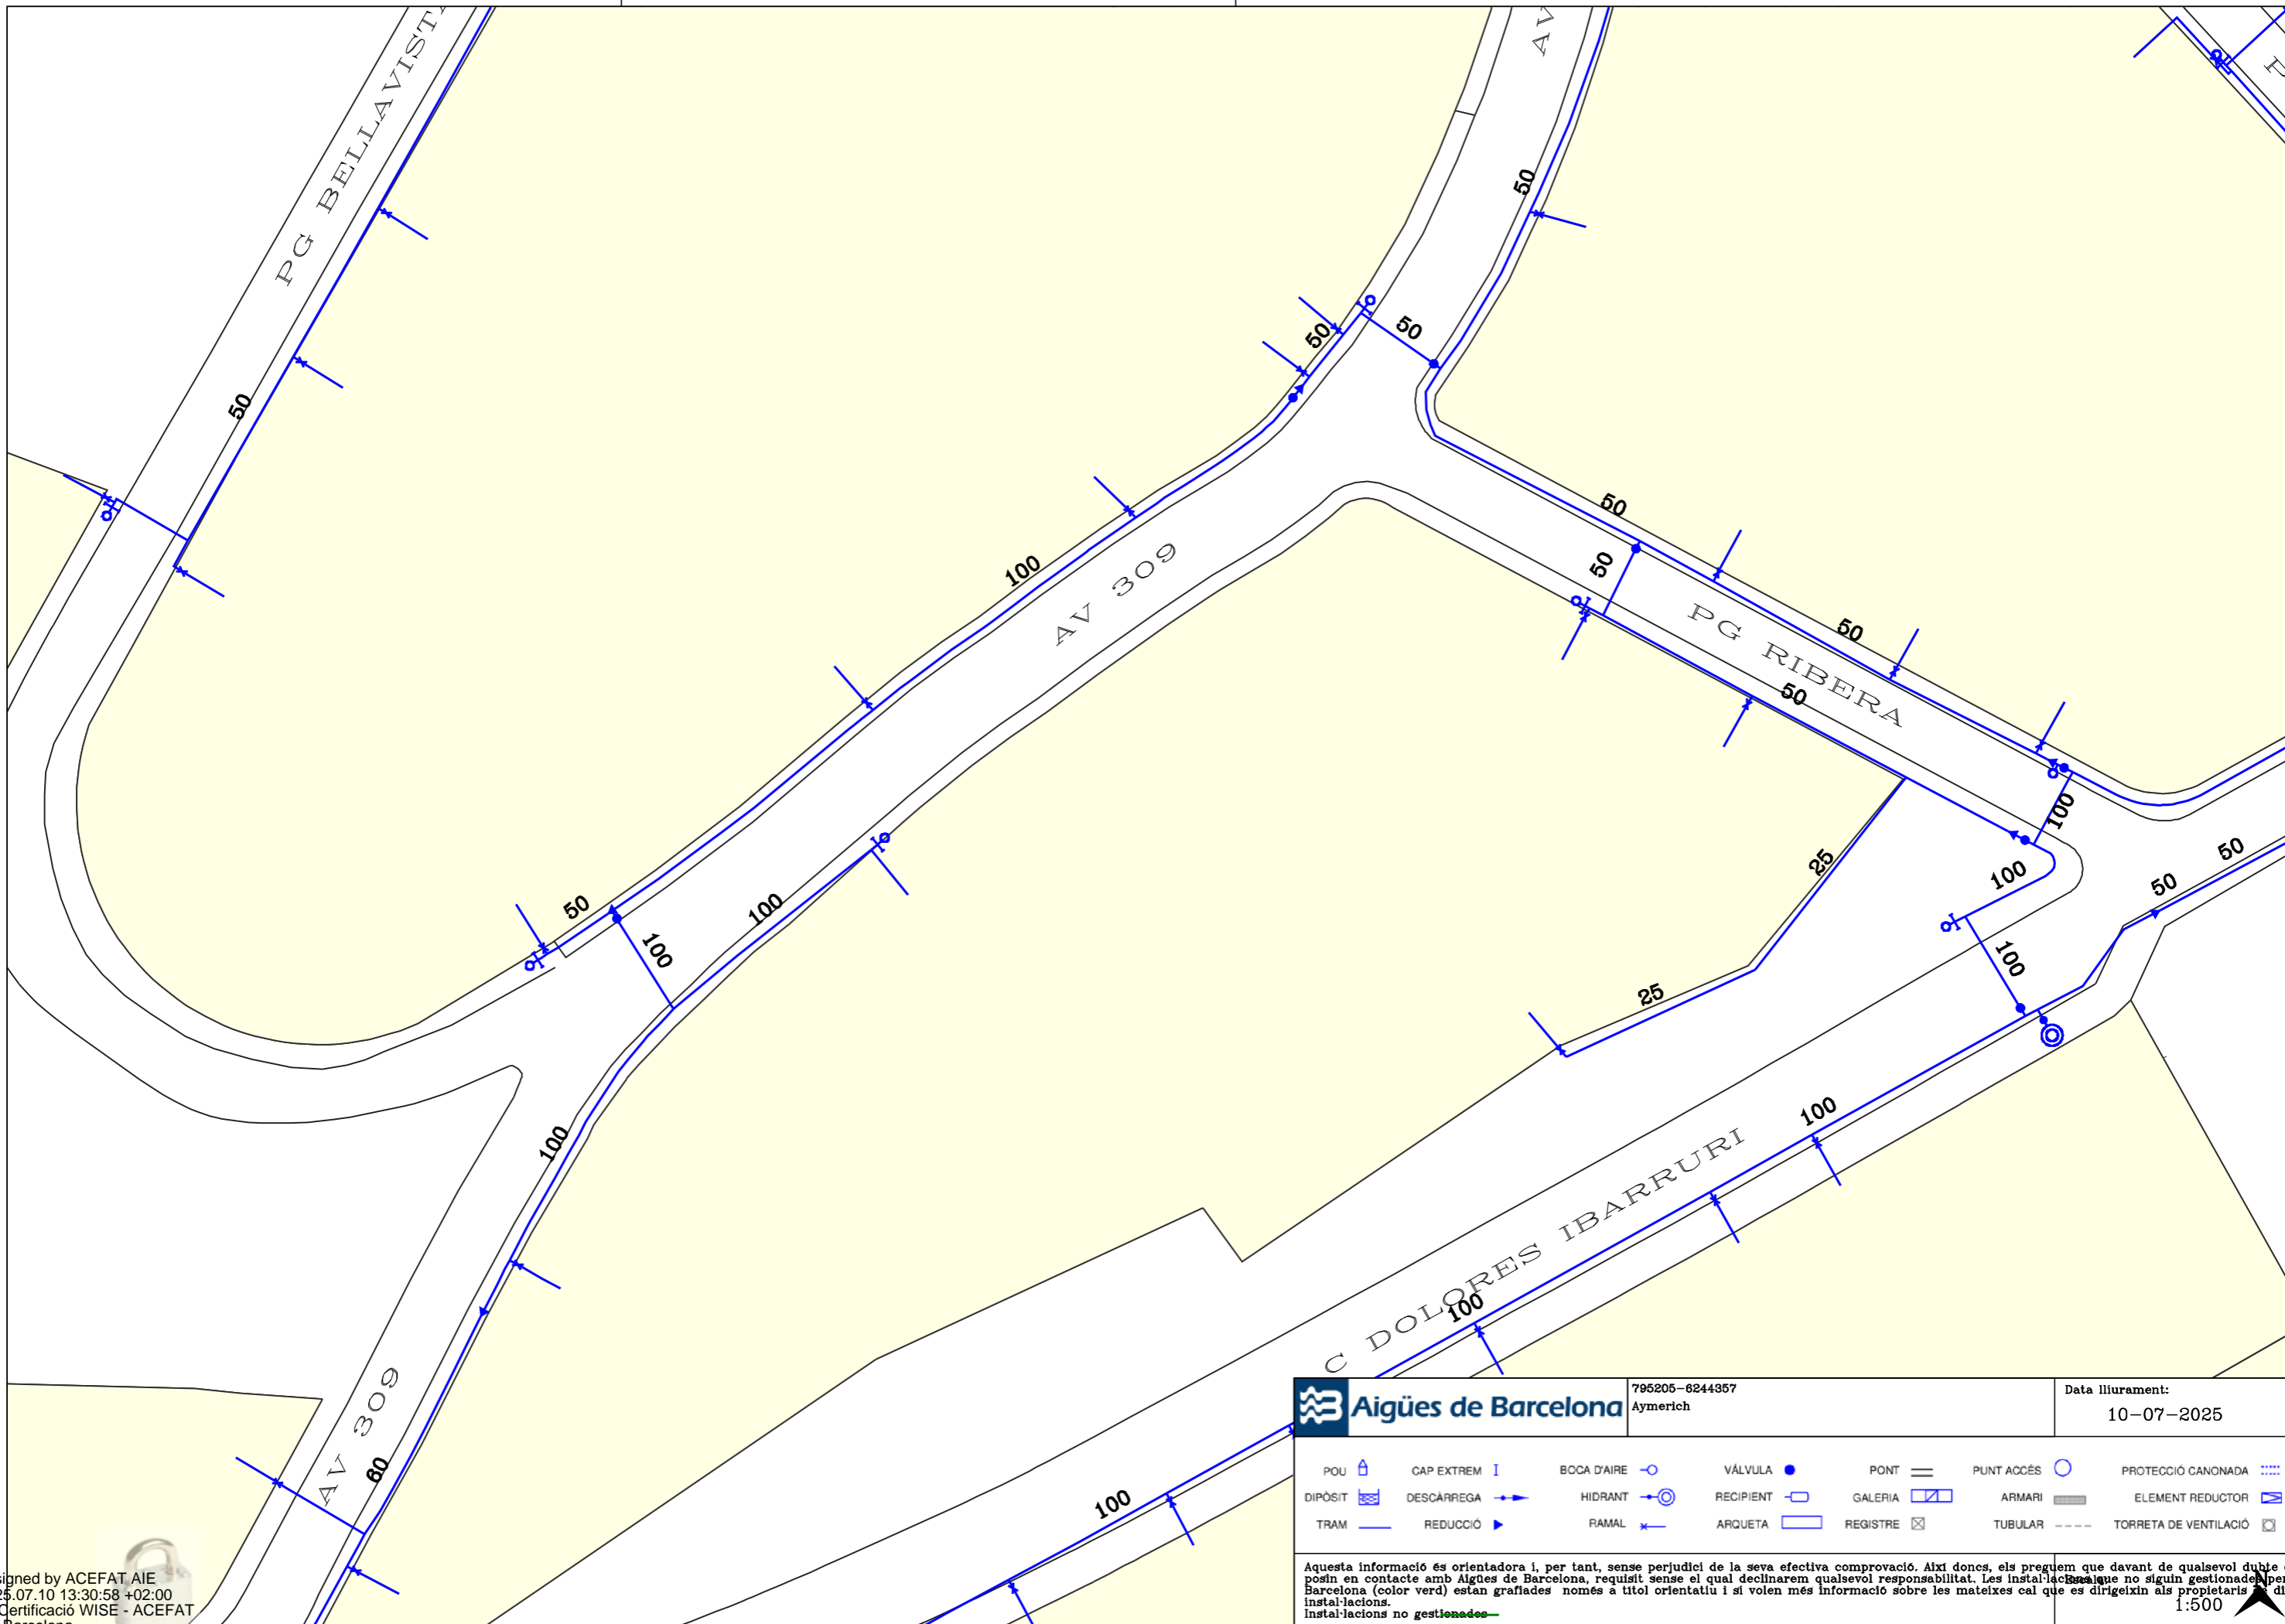 PG BELLAVISTA
AV
50
50
50
50
50
100
AV 309
50
50
50
PG RIBERA
50
100
25
100
50
50
50
100
100
100
25
100
100
AV 309
60
100
C DOLORES IBARRURI
100
100
Aigües de Barcelona
795205-6244357
Aymerich
Data lliurament:
10-07-2025
POU CAP EXTREM BOCA D'AIRE VÁLVULA PONT PUNT ACCÉS PROTECCIÓ CANONADA
DIPÒSIT DESCÀRREGA HIDRANT RECIPIENT GALERIA ARMARI ELEMENT REDUCTOR
TRAM REDUCCIÓ RAMAL ARQUETA REGISTRE TUBULAR TORRETA DE VENTILACIÓ
Aquesta informació és orientadora i, per tant, sense perjudici de la seva efectiva comprovació. Així doncs, els preguem que davant de qualsevol dubte
posin en contacte amb Aigües de Barcelona, requisit sense el qual declinarem qualsevol responsabilitat. Les instal·lacions que no siguin gestionades per
Barcelona (color verd) estan grafiades només a títol orientatiu i si volen més informació sobre les mateixes cal que es dirigeixin als propietaris
instal·lacions.
Instal·lacions no gestionades
Escala:
1:500
N
igned by ACEFAT AIE
5.07.10 13:30:58 +02:00
Certificació WISE - ACEFAT
Barcelona